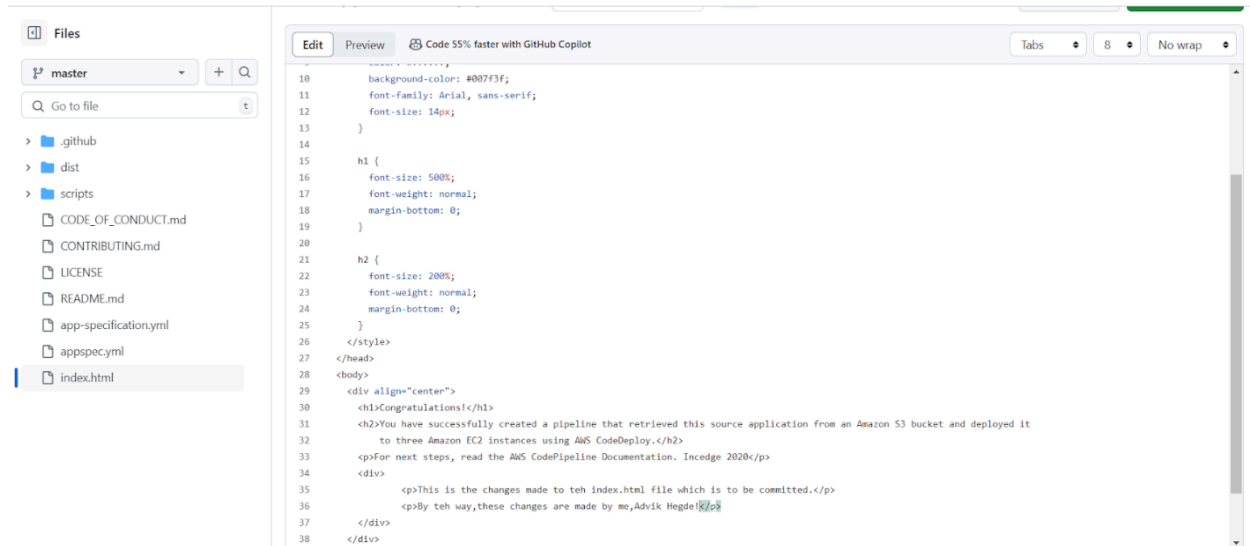 Files
master
Go to file
t
.github
dist
scripts
CODE_OF_CONDUCT.md
CONTRIBUTING.md
LICENSE
README.md
app-specification.yml
appspec.yml
index.html
Edit Preview Code 55% faster with GitHub Copilot Tabs 8 No wrap
10 background-color: #007f3f;
11 font-family: Arial, sans-serif;
12 font-size: 14px;
13 }
14
15 h1 {
16 font-size: 500%;
17 font-weight: normal;
18 margin-bottom: 0;
19 }
20
21 h2 {
22 font-size: 200%;
23 font-weight: normal;
24 margin-bottom: 0;
25 }
26 </style>
27 </head>
28 <body>
29 <div align="center">
30 <h1>Congratulations!</h1>
31 <h2>You have successfully created a pipeline that retrieved this source application from an Amazon S3 bucket and deployed it
32 to three Amazon EC2 instances using AWS CodeDeploy.</h2>
33 <p>For next steps, read the AWS CodePipeline Documentation. Incedge 2020</p>
34 <div>
35 <p>This is the changes made to teh index.html file which is to be committed.</p>
36 <p>By teh way,these changes are made by me,Advik Hegde!</p>
37 </div>
38 </div>